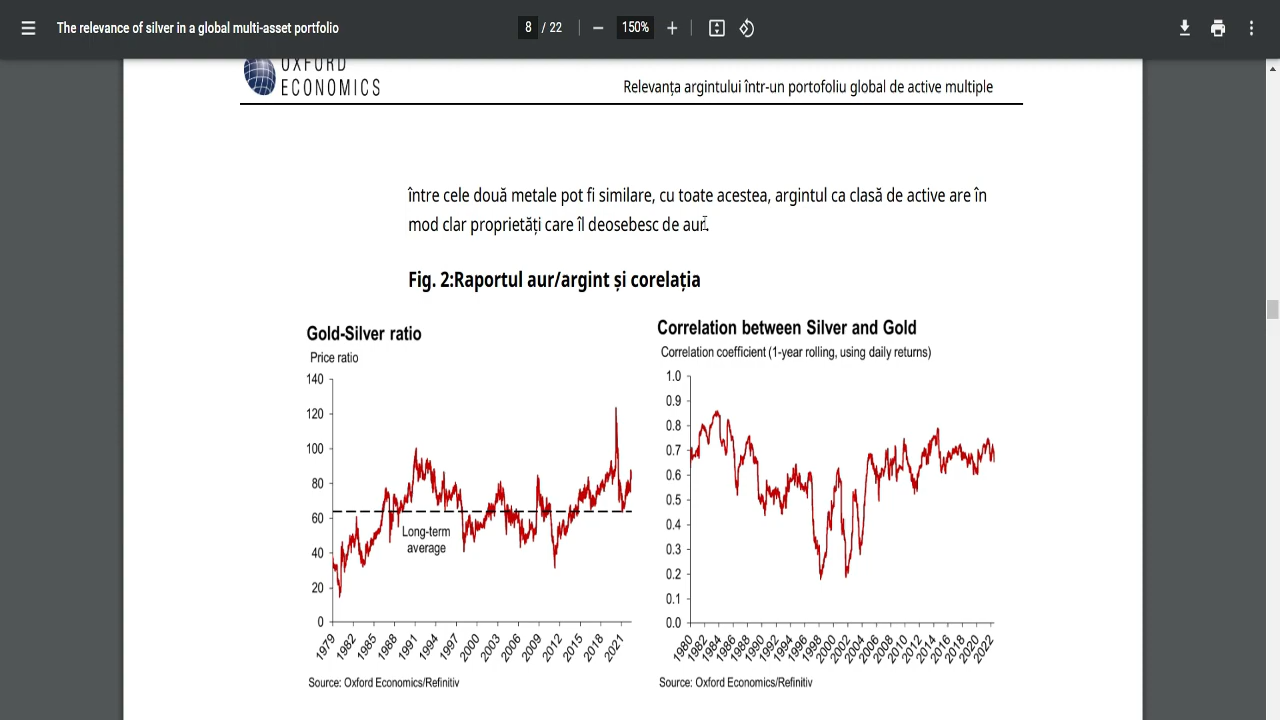 The relevance of silver in a global multi-asset portfolio
8 / 22
150%
OXFORD
ECONOMICS
Relevanța argintului într-un portofoliu global de active multiple
între cele două metale pot fi similare, cu toate acestea, argintul ca clasă de active are în
mod clar proprietăți care îl deosebesc de aur.
Fig. 2:Raportul aur/argint și corelația
Gold-Silver ratio
Price ratio
140
120
100
80
60
40
20
0
Long-term
average
1979 1982 1985 1988 1991 1994 1997 2000 2003 2006 2009 2012 2015 2018 2021
Source: Oxford Economics/Refinitiv
Correlation between Silver and Gold
Correlation coefficient (1-year rolling, using daily returns)
1.0
0.9
0.8
0.7
0.6
0.5
0.4
0.3
0.2
0.1
0.0
1980 1982 1984 1986 1988 1990 1992 1994 1996 1998 2000 2002 2004 2006 2008 2010 2012 2014 2016 2018 2020 2022
Source: Oxford Economics/Refinitiv